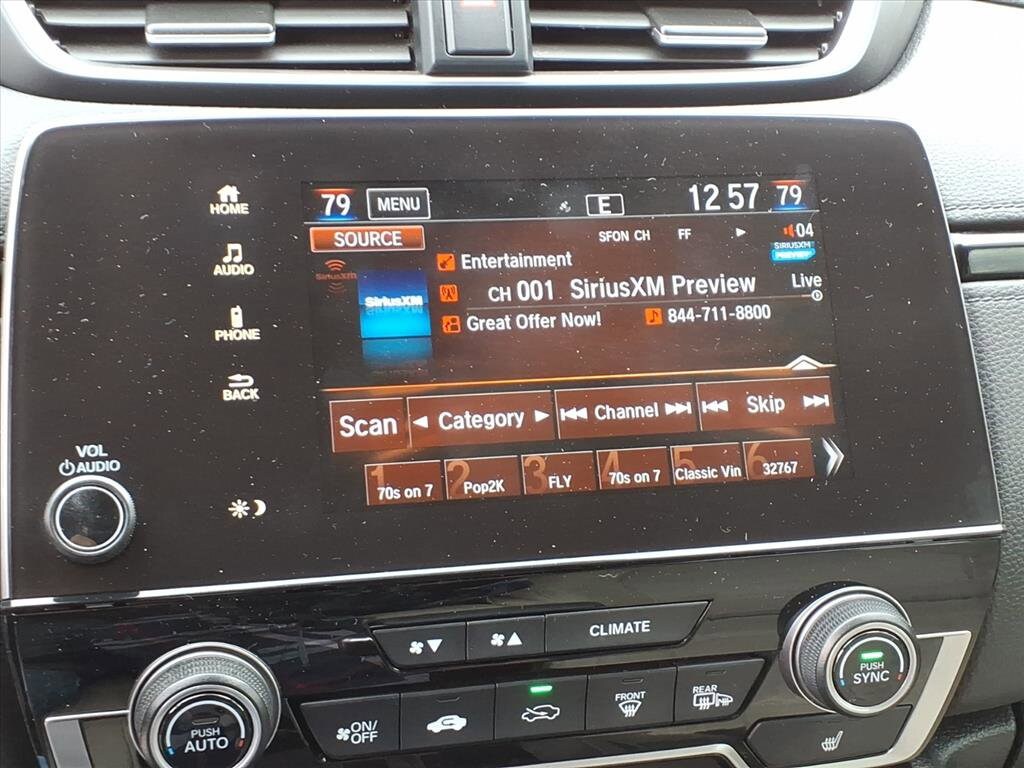 HOME
AUDIO
PHONE
BACK
VOL
AUDIO
79 MENU E 12 57 79
SOURCE SFON CH FF 04
SiriusXM Entertainment SIRIUSXM PREVIEW
SiriusXM CH 001 SiriusXM Preview Live
Great Offer Now! 844-711-8800
Scan Category Channel Skip
1 70s on 7 2 Pop2K 3 FLY 4 70s on 7 5 Classic Vin 6 32767
CLIMATE
PUSH AUTO
ON/OFF
FRONT
REAR
PUSH SYNC